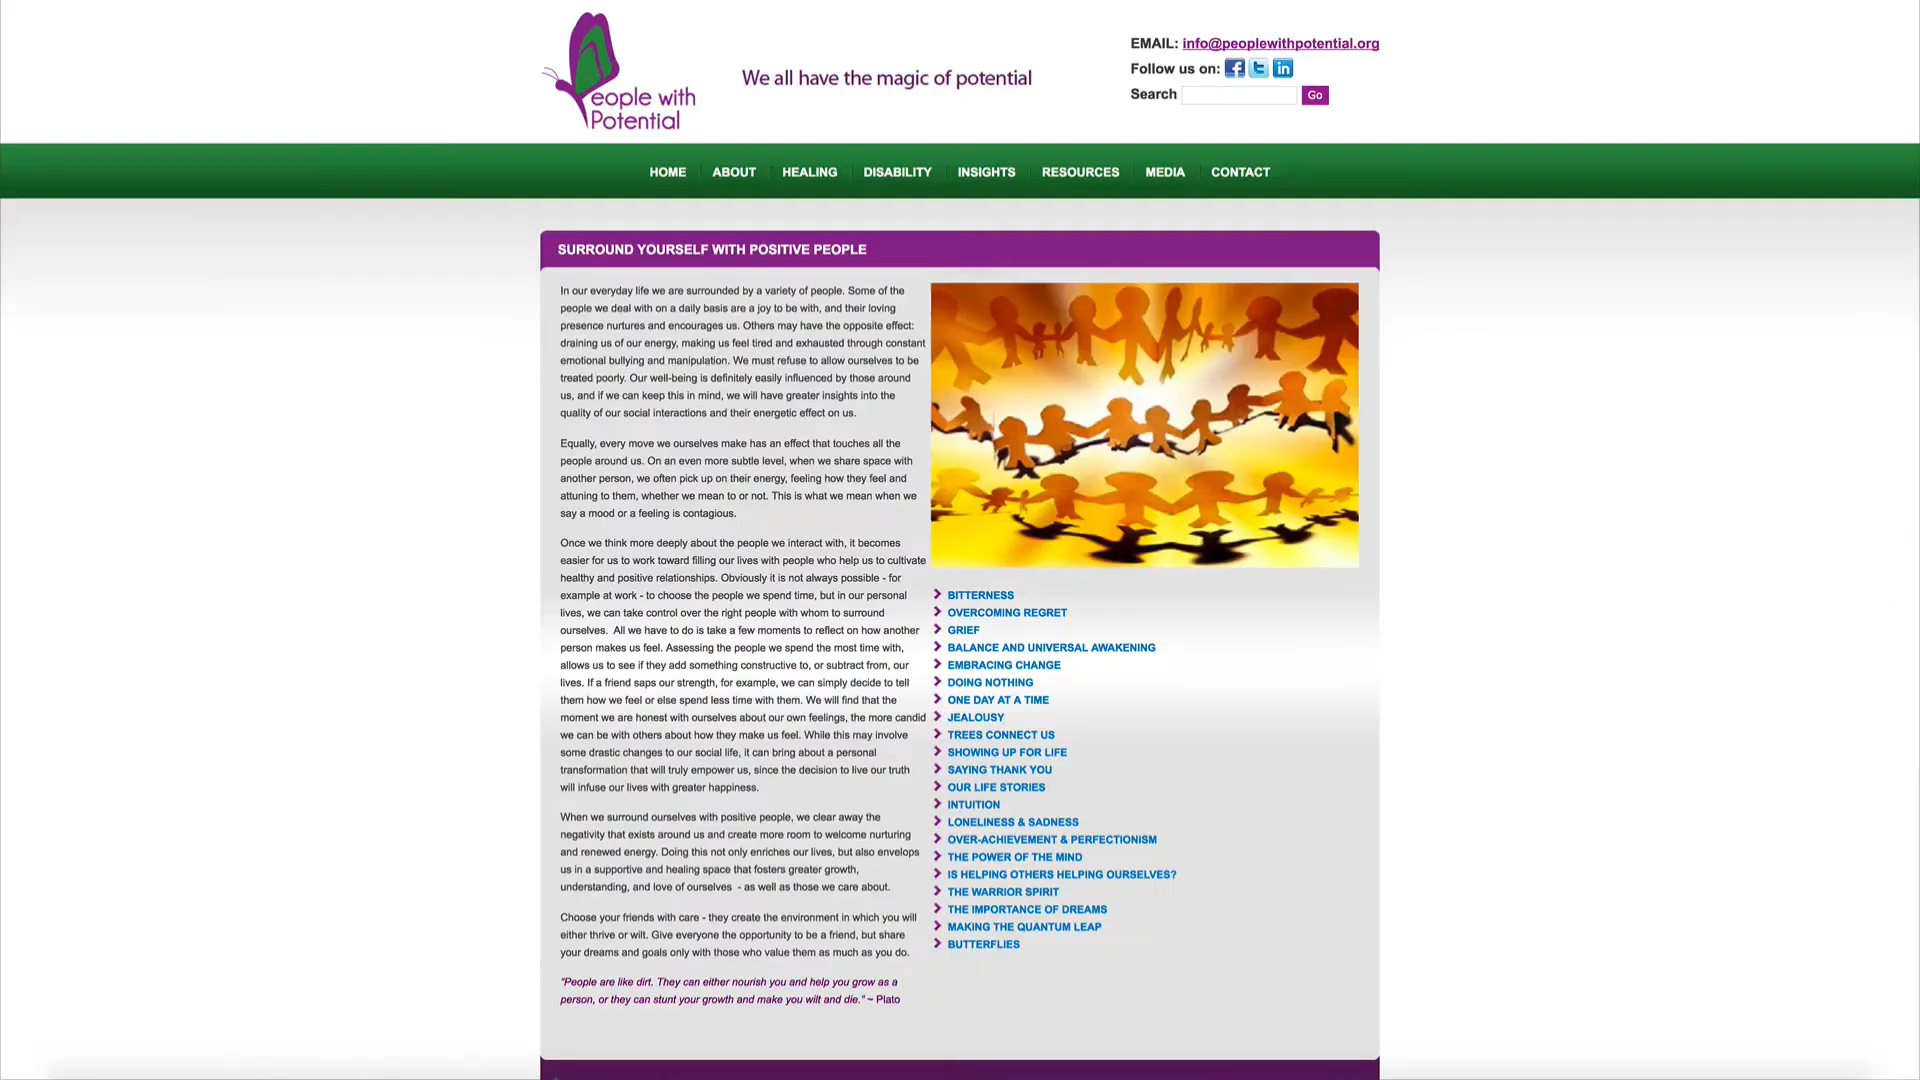 eople with
Potential
We all have the magic of potential
EMAIL: info@peoplewithpotential.org
Follow us on:
Search Go
HOME ABOUT HEALING DISABILITY INSIGHTS RESOURCES MEDIA CONTACT
SURROUND YOURSELF WITH POSITIVE PEOPLE
In our everyday life we are surrounded by a variety of people. Some of the
people we deal with on a daily basis are a joy to be with, and their loving
presence nurtures and encourages us. Others may have the opposite effect:
draining us of our energy, making us feel tired and exhausted through constant
emotional bullying and manipulation. We must refuse to allow ourselves to be
treated poorly. Our well-being is definitely easily influenced by those around
us, and if we can keep this in mind, we will have greater insights into the
quality of our social interactions and their energetic effect on us.
Equally, every move we ourselves make has an effect that touches all the
people around us. On an even more subtle level, when we share space with
another person, we often pick up on their energy, feeling how they feel and
attuning to them, whether we mean to or not. This is what we mean when we
say a mood or a feeling is contagious.
Once we think more deeply about the people we interact with, it becomes
easier for us to work toward filling our lives with people who help us to cultivate
healthy and positive relationships. Obviously it is not always possible - for
example at work - to choose the people we spend time, but in our personal
lives, we can take control over the right people with whom to surround
ourselves.  All we have to do is take a few moments to reflect on how another
person makes us feel. Assessing the people we spend the most time with,
allows us to see if they add something constructive to, or subtract from, our
lives. If a friend saps our strength, for example, we can simply decide to tell
them how we feel or else spend less time with them. We will find that the
moment we are honest with ourselves about our own feelings, the more candid
we can be with others about how they make us feel. While this may involve
some drastic changes to our social life, it can bring about a personal
transformation that will truly empower us, since the decision to live our truth
will infuse our lives with greater happiness.
When we surround ourselves with positive people, we clear away the
negativity that exists around us and create more room to welcome nurturing
and renewed energy. Doing this not only enriches our lives, but also envelops
us in a supportive and healing space that fosters greater growth,
understanding, and love of ourselves  - as well as those we care about.
Choose your friends with care - they create the environment in which you will
either thrive or wilt. Give everyone the opportunity to be a friend, but share
your dreams and goals only with those who value them as much as you do.
"People are like dirt. They can either nourish you and help you grow as a
person, or they can stunt your growth and make you wilt and die." ~ Plato
BITTERNESS
OVERCOMING REGRET
GRIEF
BALANCE AND UNIVERSAL AWAKENING
EMBRACING CHANGE
DOING NOTHING
ONE DAY AT A TIME
JEALOUSY
TREES CONNECT US
SHOWING UP FOR LIFE
SAYING THANK YOU
OUR LIFE STORIES
INTUITION
LONELINESS & SADNESS
OVER-ACHIEVEMENT & PERFECTIONISM
THE POWER OF THE MIND
IS HELPING OTHERS HELPING OURSELVES?
THE WARRIOR SPIRIT
THE IMPORTANCE OF DREAMS
MAKING THE QUANTUM LEAP
BUTTERFLIES